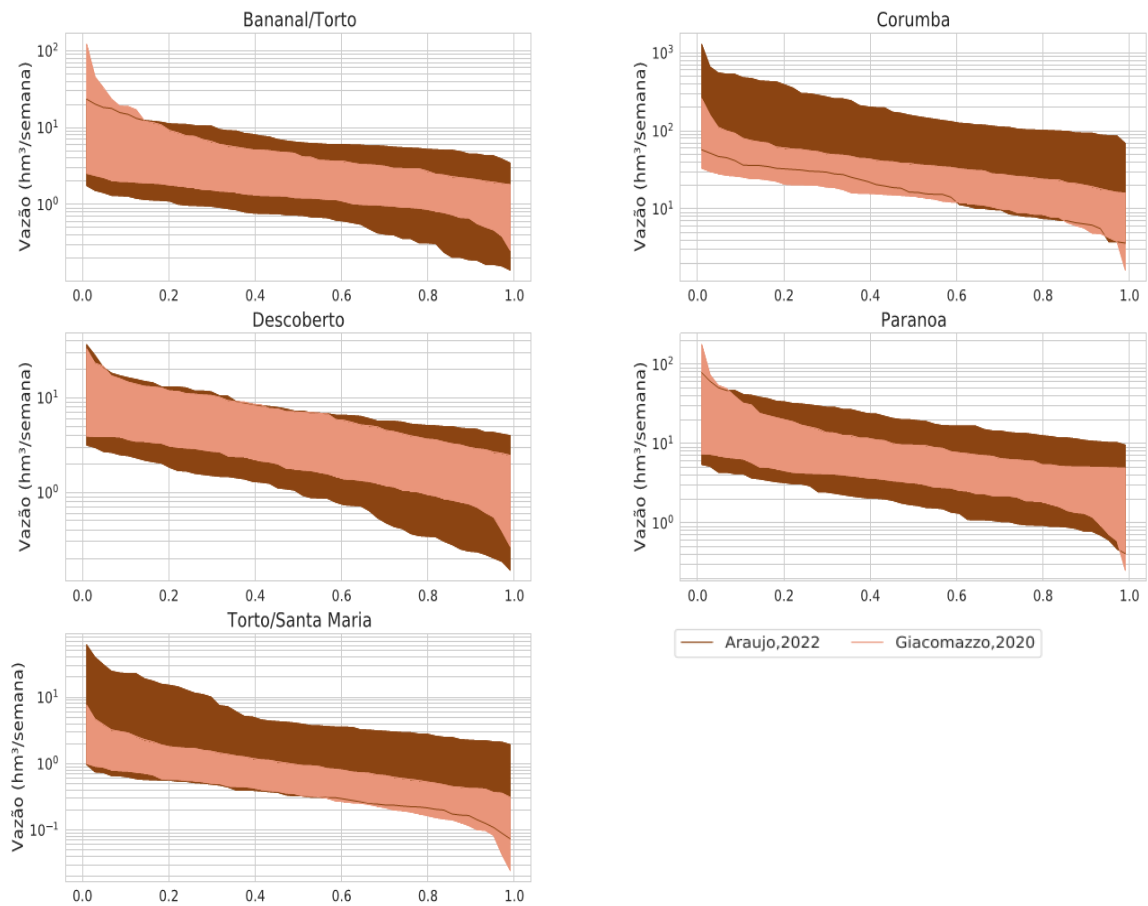 Bananal/Torto
Vazão (hm³/semana)
10²
10¹
10⁰
0.0 0.2 0.4 0.6 0.8 1.0
Corumba
Vazão (hm³/semana)
10³
10²
10¹
0.0 0.2 0.4 0.6 0.8 1.0
Descoberto
Vazão (hm³/semana)
10¹
10⁰
0.0 0.2 0.4 0.6 0.8 1.0
Paranoa
Vazão (hm³/semana)
10²
10¹
10⁰
0.0 0.2 0.4 0.6 0.8 1.0
Torto/Santa Maria
Vazão (hm³/semana)
10¹
10⁰
10⁻¹
0.0 0.2 0.4 0.6 0.8 1.0
Araujo,2022 Giacomazzo,2020